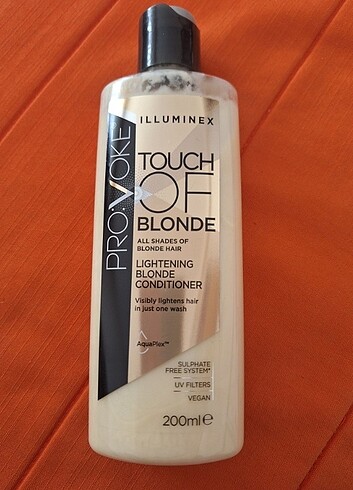 ILLUMINEX
PRO:VOKE
TOUCH
OF
BLONDE
ALL SHADES OF
BLONDE HAIR
LIGHTENING
BLONDE
CONDITIONER
Visibly lightens hair
in just one wash
AquaPlex™
SULPHATE
FREE SYSTEM*
UV FILTERS
VEGAN
200ml℮